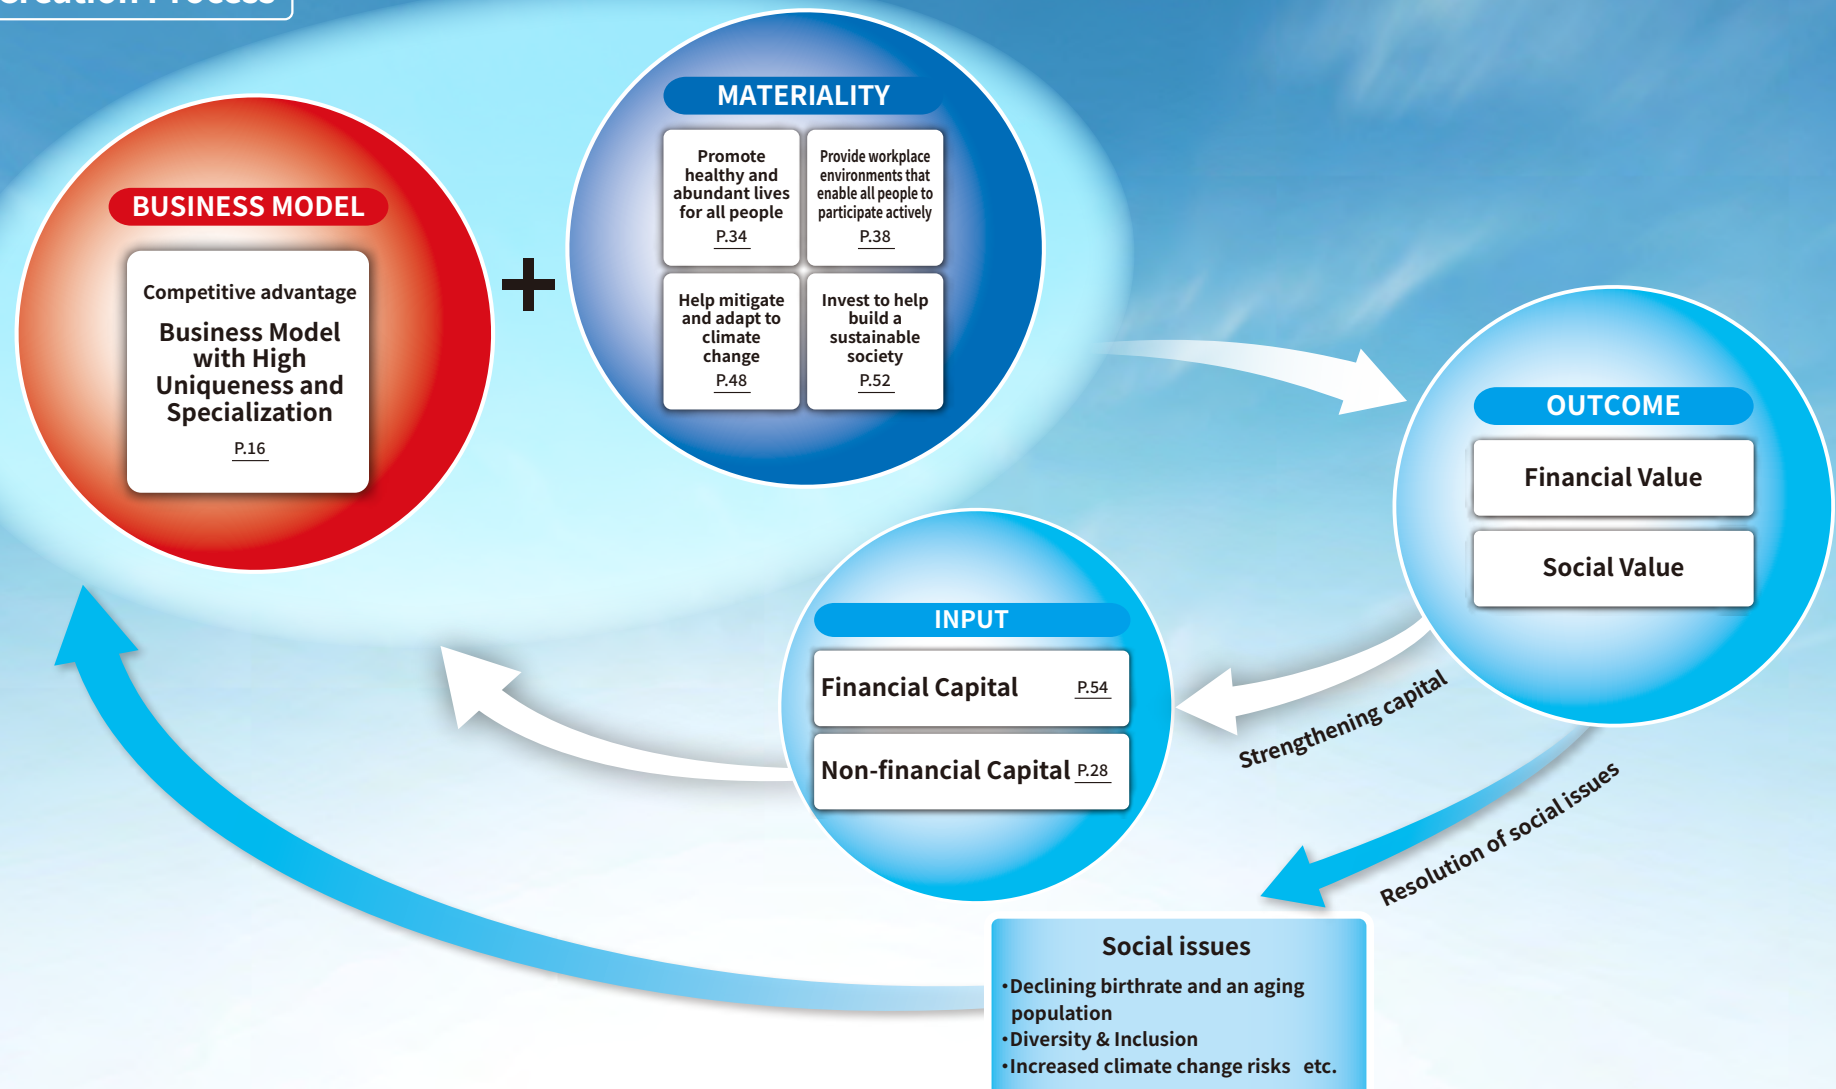 Creation Process
BUSINESS MODEL
Competitive advantage
Business Model
with High
Uniqueness and
Specialization
P.16
+
MATERIALITY
Promote
healthy and
abundant lives
for all people
P.34
Provide workplace
environments that
enable all people to
participate actively
P.38
Help mitigate
and adapt to
climate
change
P.48
Invest to help
build a
sustainable
society
P.52
OUTCOME
Financial Value
Social Value
INPUT
Financial Capital P.54
Non-financial Capital P.28
Strengthening capital
Resolution of social issues
Social issues
・Declining birthrate and an aging
population
・Diversity & Inclusion
・Increased climate change risks etc.